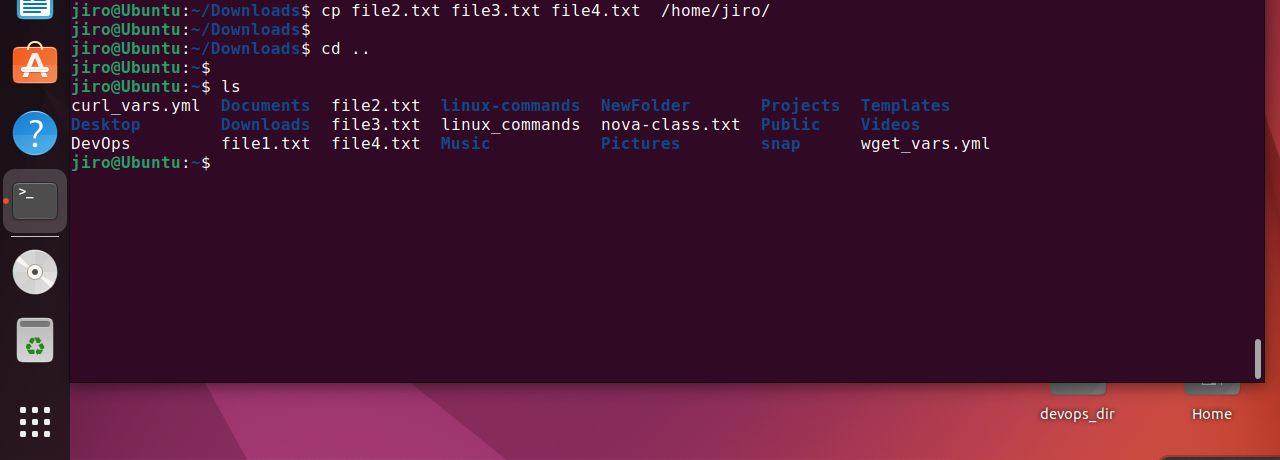 jiro@Ubuntu:~/Downloads$ cp file2.txt file3.txt file4.txt  /home/jiro/
jiro@Ubuntu:~/Downloads$
jiro@Ubuntu:~/Downloads$ cd ..
jiro@Ubuntu:~$
jiro@Ubuntu:~$ ls
curl_vars.yml  Documents  file2.txt  linux-commands  NewFolder       Projects  Templates
Desktop        Downloads  file3.txt  linux_commands  nova-class.txt  Public    Videos
DevOps         file1.txt  file4.txt  Music           Pictures        snap      wget_vars.yml
jiro@Ubuntu:~$
A
?
>_
devops_dir
Home